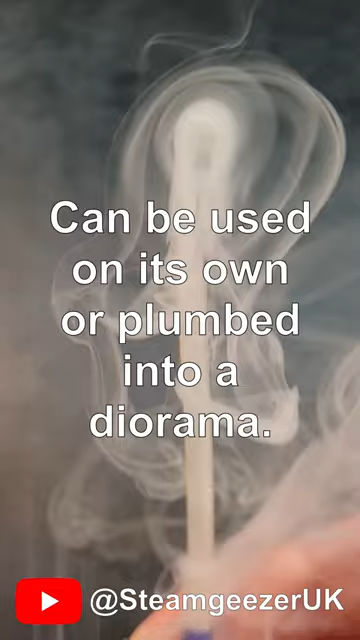 Can be used
on its own
or plumbed
into a
diorama.
@SteamgeezerUK